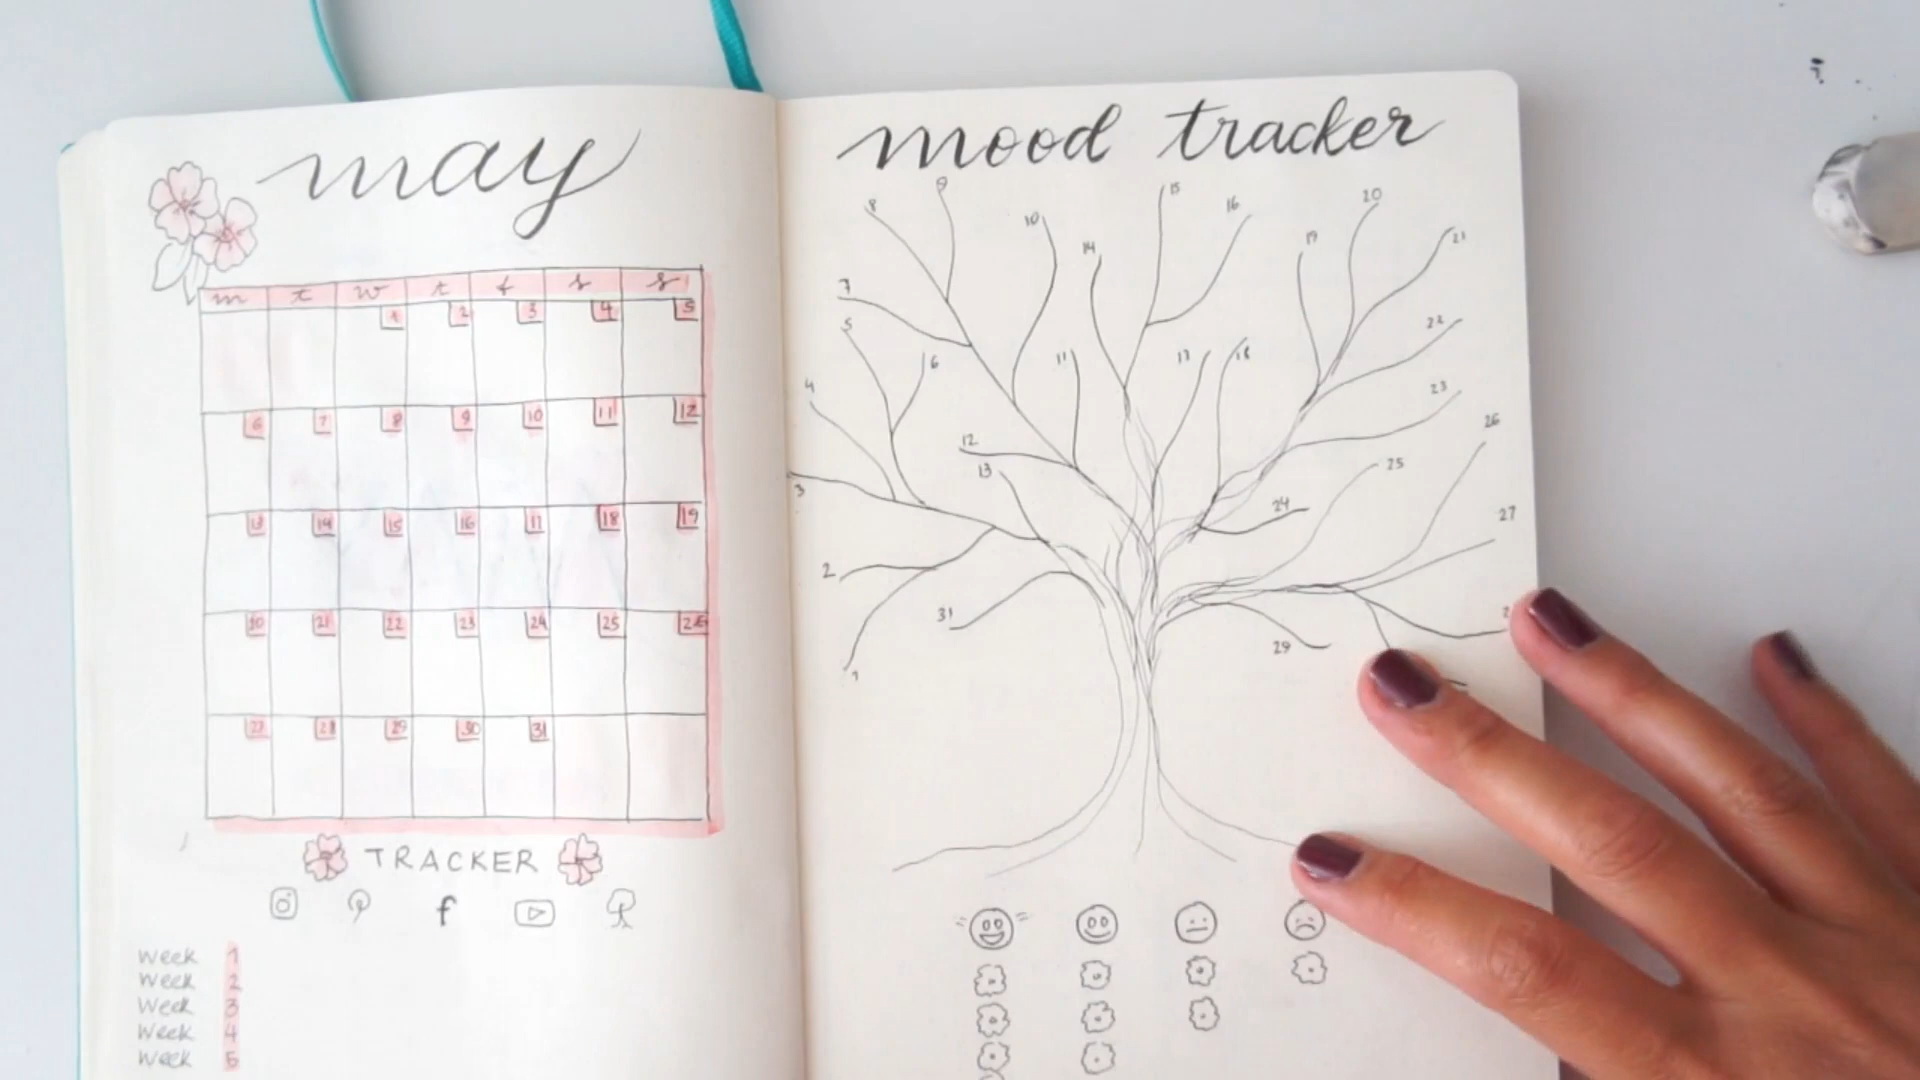 may
m t w t f s s
1 2 3 4 5
6 7 8 9 10 11 12
13 14 15 16 17 18 19
20 21 22 23 24 25 26
27 28 29 30 31
TRACKER
f
Week 1
Week 2
Week 3
Week 4
Week 5
mood tracker
9 15 20
8 10 16
14 19 21
7
5 22
6 11 17 18
4 23
12 26
13 25
3 24
27
2
31
29
1